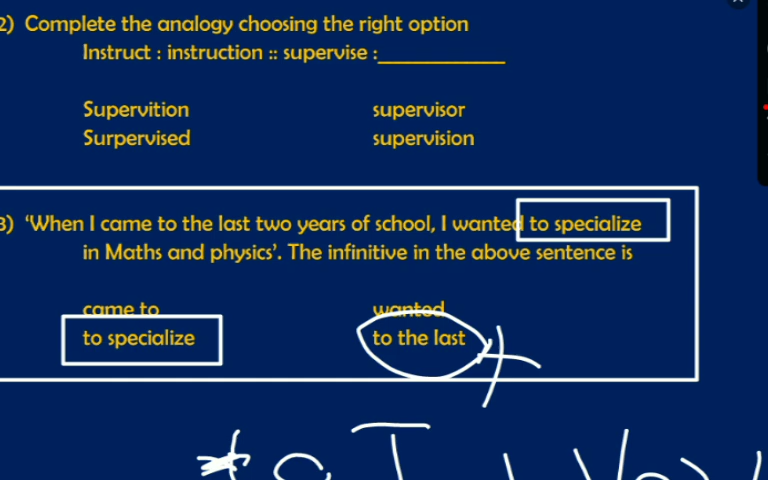 2) Complete the analogy choosing the right option
Instruct : instruction :: supervise :____________
Supervition supervisor
Surpervised supervision
3) ‘When I came to the last two years of school, I wanted to specialize
in Maths and physics’. The infinitive in the above sentence is
came to wanted
to specialize to the last